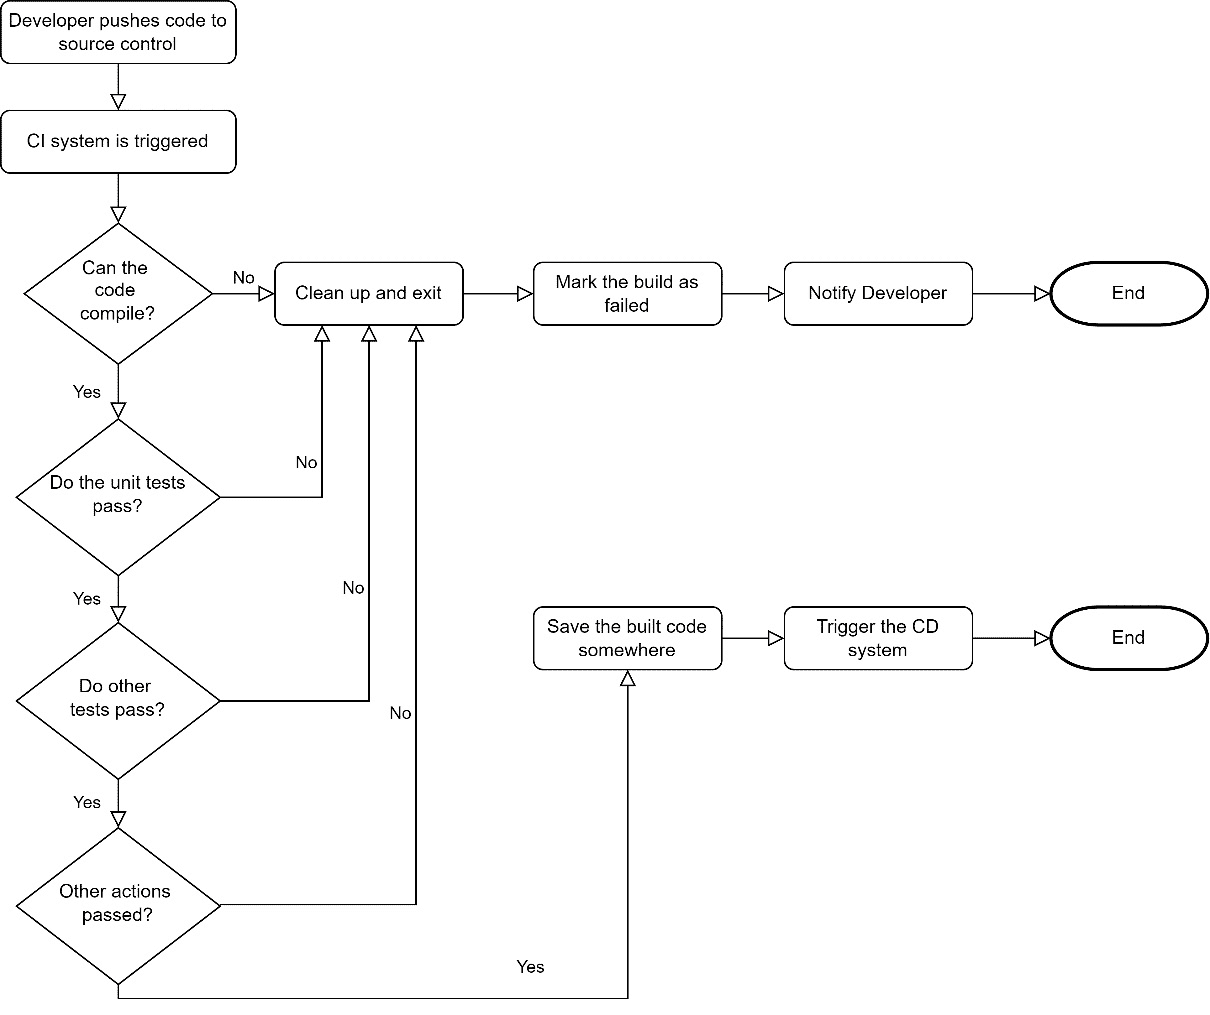 Developer pushes code to
source control
CI system is triggered
Can the
code
compile?
No
Clean up and exit
Mark the build as
failed
Notify Developer
End
Yes
Do the unit tests
pass?
No
Yes
Do other
tests pass?
No
Yes
Other actions
passed?
No
Yes
Save the built code
somewhere
Trigger the CD
system
End